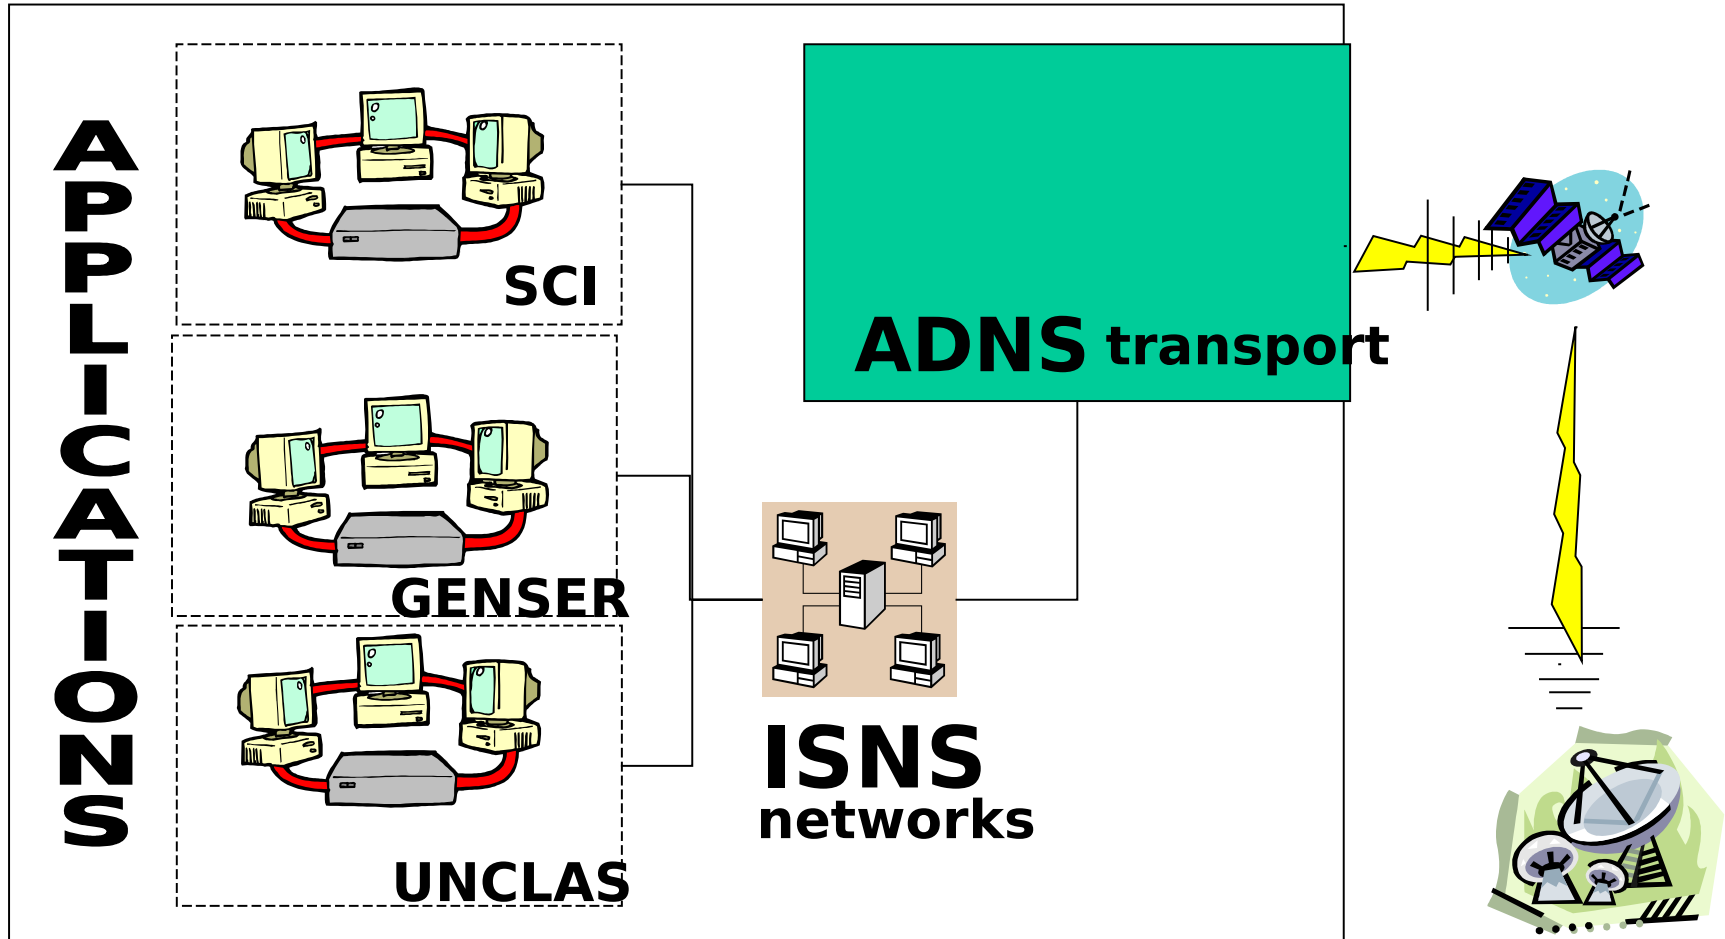 APPLICATIONS
SCI
GENSER
UNCLAS
ADNS transport
ISNS
networks